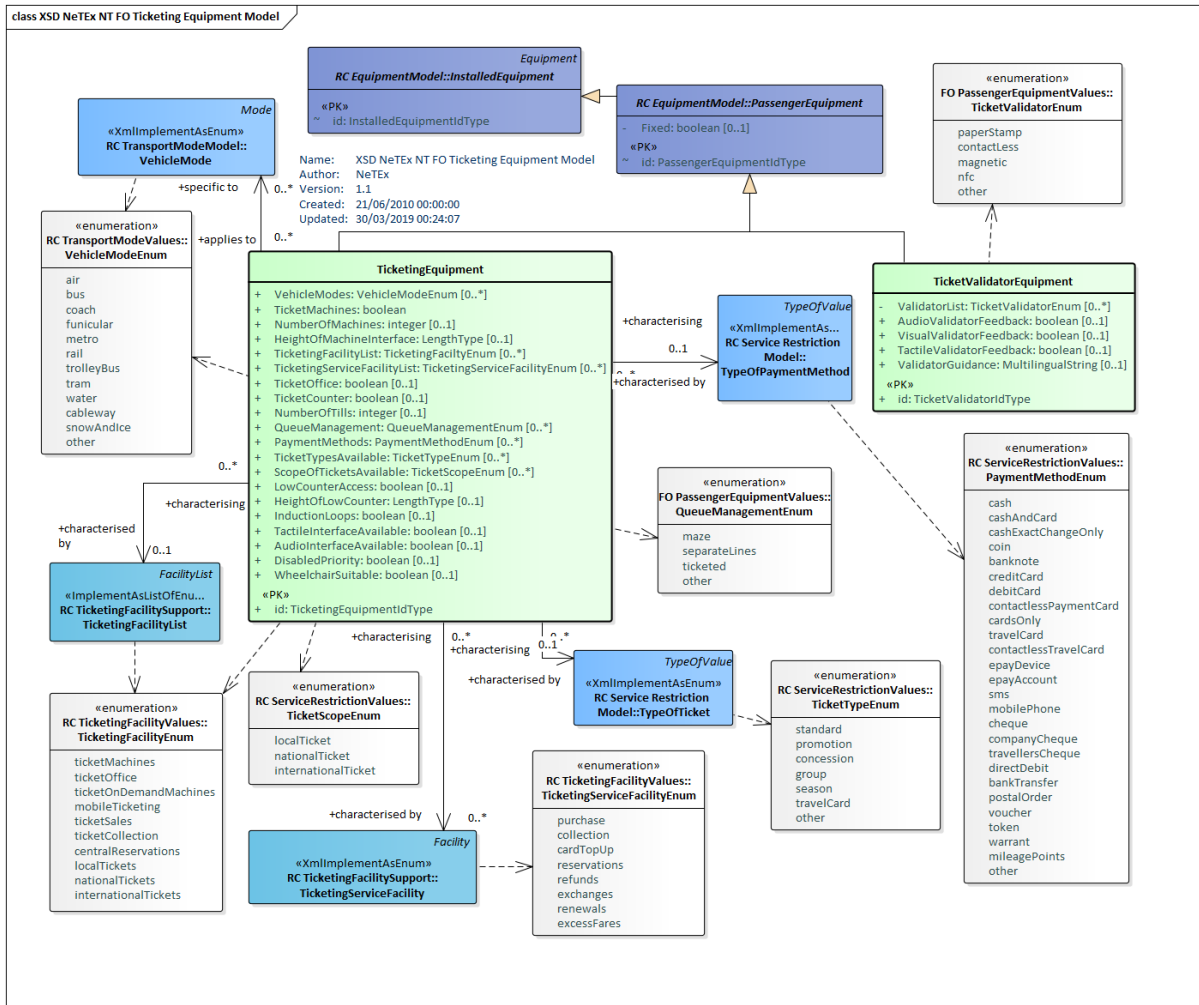 class XSD NeTEx NT FO Ticketing Equipment Model
Equipment
RC EquipmentModel::InstalledEquipment
«PK»
~ id: InstalledEquipmentIdType
RC EquipmentModel::PassengerEquipment
- Fixed: boolean [0..1]
«PK»
~ id: PassengerEquipmentIdType
«enumeration»
FO PassengerEquipmentValues::
TicketValidatorEnum
paperStamp
contactLess
magnetic
nfc
other
Mode
«XmlImplementAsEnum»
RC TransportModeModel::
VehicleMode
Name: XSD NeTEx NT FO Ticketing Equipment Model
Author: NeTEx
Version: 1.1
Created: 21/06/2010 00:00:00
Updated: 30/03/2019 00:24:07
+specific to
0..*
+applies to
0..*
«enumeration»
RC TransportModeValues::
VehicleModeEnum
air
bus
coach
funicular
metro
rail
trolleyBus
tram
water
cableway
snowAndIce
other
TicketingEquipment
+ VehicleModes: VehicleModeEnum [0..*]
+ TicketMachines: boolean
+ NumberOfMachines: integer [0..1]
+ HeightOfMachineInterface: LengthType [0..1]
+ TicketingFacilityList: TicketingFaciltyEnum [0..*]
+ TicketingServiceFacilityList: TicketingServiceFacilityEnum [0..*]
+ TicketOffice: boolean [0..1]
+ TicketCounter: boolean [0..1]
+ NumberOfTills: integer [0..1]
+ QueueManagement: QueueManagementEnum [0..*]
+ PaymentMethods: PaymentMethodEnum [0..*]
+ TicketTypesAvailable: TicketTypeEnum [0..*]
+ ScopeOfTicketsAvailable: TicketScopeEnum [0..*]
+ LowCounterAccess: boolean [0..1]
+ HeightOfLowCounter: LengthType [0..1]
+ InductionLoops: boolean [0..1]
+ TactileInterfaceAvailable: boolean [0..1]
+ AudioInterfaceAvailable: boolean [0..1]
+ DisabledPriority: boolean [0..1]
+ WheelchairSuitable: boolean [0..1]
«PK»
+ id: TicketingEquipmentIdType
+characterising
0..1
0..*
+characterised by
TypeOfValue
«XmlImplementAs...
RC Service Restriction
Model::
TypeOfPaymentMethod
TicketValidatorEquipment
- ValidatorList: TicketValidatorEnum [0..*]
+ AudioValidatorFeedback: boolean [0..1]
+ VisualValidatorFeedback: boolean [0..1]
+ TactileValidatorFeedback: boolean [0..1]
+ ValidatorGuidance: MultilingualString [0..1]
«PK»
+ id: TicketValidatorIdType
«enumeration»
RC ServiceRestrictionValues::
PaymentMethodEnum
cash
cashAndCard
cashExactChangeOnly
coin
banknote
creditCard
debitCard
contactlessPaymentCard
cardsOnly
travelCard
contactlessTravelCard
epayDevice
epayAccount
sms
mobilePhone
cheque
companyCheque
travellersCheque
directDebit
bankTransfer
postalOrder
voucher
token
warrant
mileagePoints
other
«enumeration»
FO PassengerEquipmentValues::
QueueManagementEnum
maze
separateLines
ticketed
other
0..*
+characterising
+characterised
by
0..1
FacilityList
«ImplementAsListOfEnu...
RC TicketingFacilitySupport::
TicketingFacilityList
+characterising
0..*
+characterising
0..1
0..*
+characterised by
TypeOfValue
«XmlImplementAsEnum»
RC Service Restriction
Model::TypeOfTicket
«enumeration»
RC ServiceRestrictionValues::
TicketTypeEnum
standard
promotion
concession
group
season
travelCard
other
«enumeration»
RC ServiceRestrictionValues::
TicketScopeEnum
localTicket
nationalTicket
internationalTicket
«enumeration»
RC TicketingFacilityValues::
TicketingFacilityEnum
ticketMachines
ticketOffice
ticketOnDemandMachines
mobileTicketing
ticketSales
ticketCollection
centralReservations
localTickets
nationalTickets
internationalTickets
«enumeration»
RC TicketingFacilityValues::
TicketingServiceFacilityEnum
purchase
collection
cardTopUp
reservations
refunds
exchanges
renewals
excessFares
+characterised by
0..*
Facility
«XmlImplementAsEnum»
RC TicketingFacilitySupport::
TicketingServiceFacility